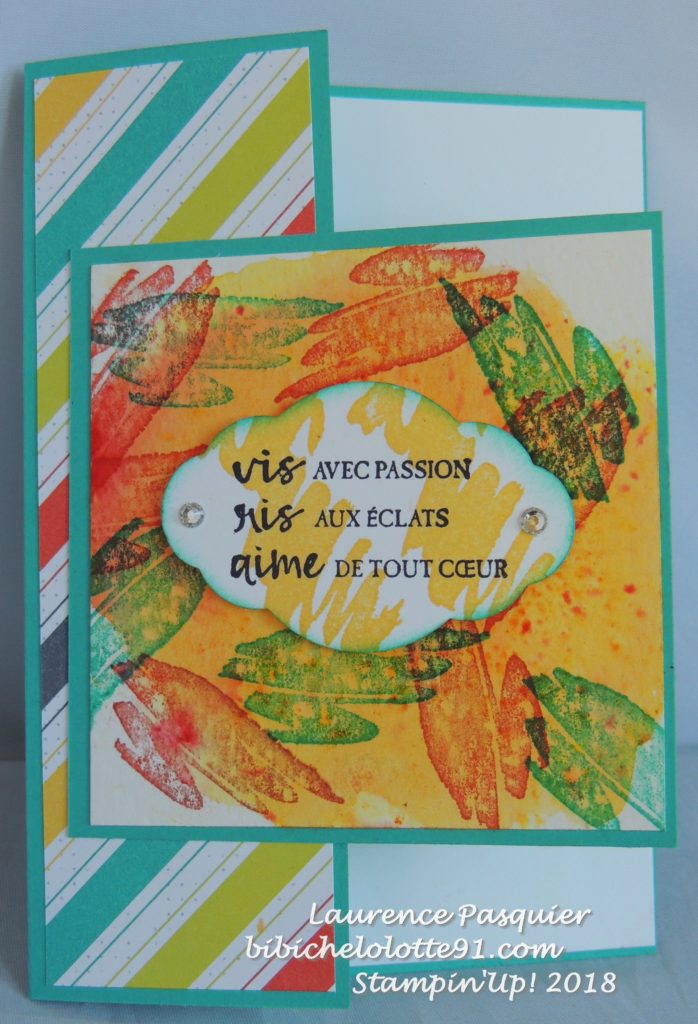 vis AVEC PASSION
ris AUX ÉCLATS
aime DE TOUT CŒUR
Laurence Pasquier
bibichelolotte91.com
Stampin'Up! 2018